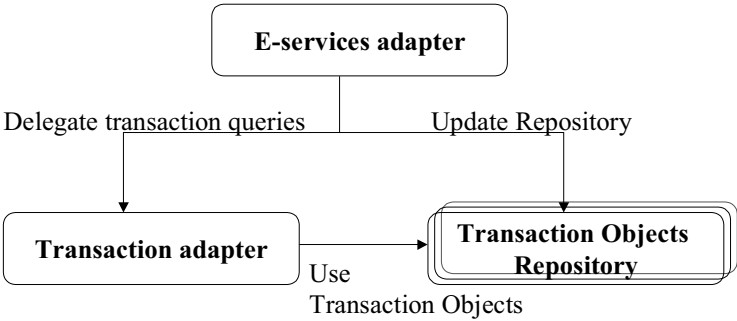 E-services adapter
Delegate transaction queries
Update Repository
Transaction adapter
Transaction Objects
Repository
Use
Transaction Objects